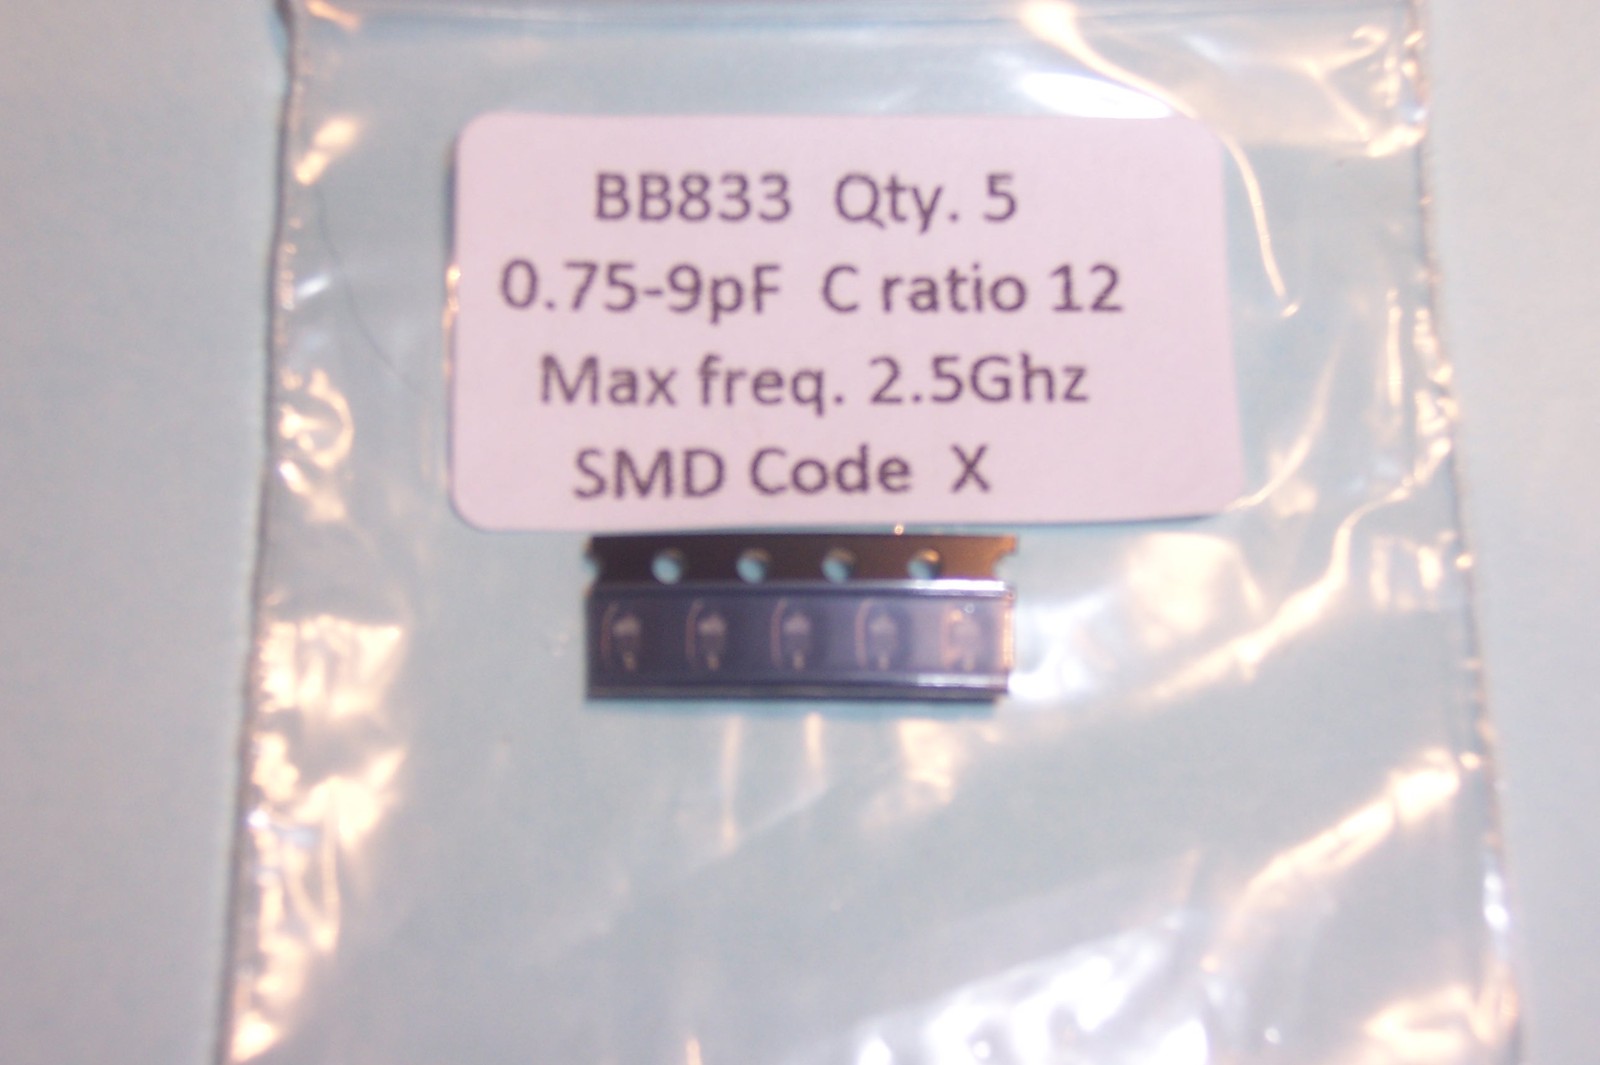 BB833 Qty. 5
0.75-9pF C ratio 12
Max freq. 2.5Ghz
SMD Code X